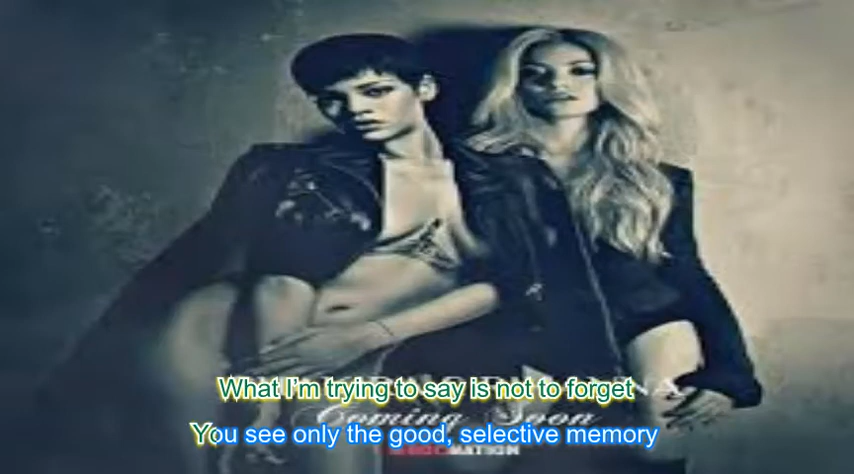 What I'm trying to say is not to forget
Coming Soon
You see only the good, selective memory